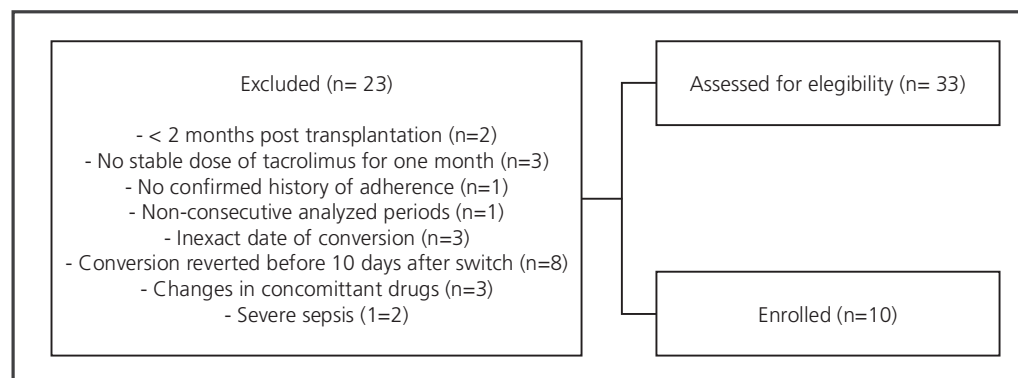 Excluded (n= 23)
- < 2 months post transplantation (n=2)
- No stable dose of tacrolimus for one month (n=3)
- No confirmed history of adherence (n=1)
- Non-consecutive analyzed periods (n=1)
- Inexact date of conversion (n=3)
- Conversion reverted before 10 days after switch (n=8)
- Changes in concomittant drugs (n=3)
- Severe sepsis (1=2)
Assessed for elegibility (n= 33)
Enrolled (n=10)